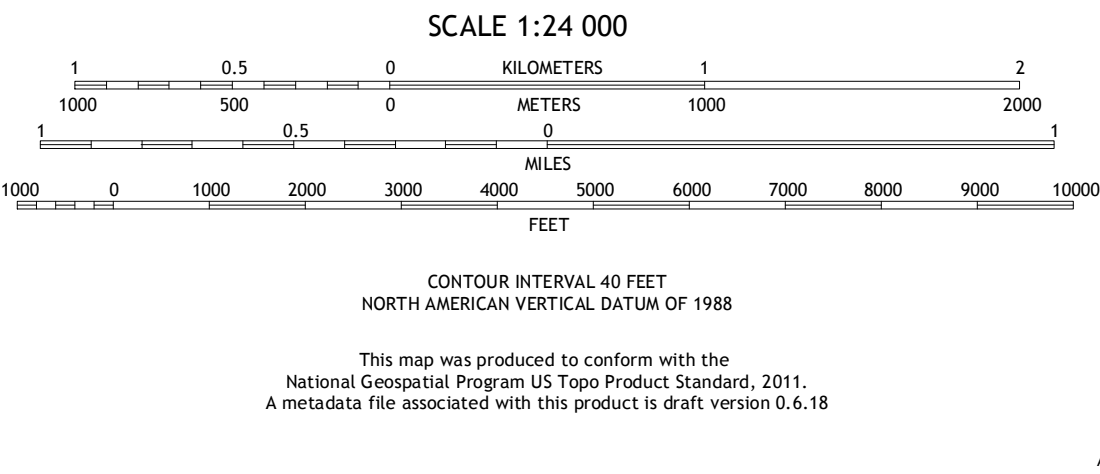 SCALE 1:24 000
1 0.5 0 KILOMETERS 1 2
1000 500 0 METERS 1000 2000
1 0.5 0 1
MILES
1000 0 1000 2000 3000 4000 5000 6000 7000 8000 9000 10000
FEET
CONTOUR INTERVAL 40 FEET
NORTH AMERICAN VERTICAL DATUM OF 1988
This map was produced to conform with the
National Geospatial Program US Topo Product Standard, 2011.
A metadata file associated with this product is draft version 0.6.18